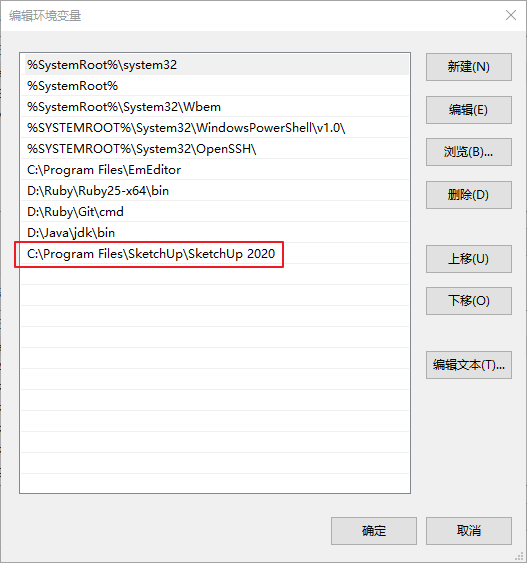 编辑环境变量
%SystemRoot%\system32
%SystemRoot%
%SystemRoot%\System32\Wbem
%SYSTEMROOT%\System32\WindowsPowerShell\v1.0\
%SYSTEMROOT%\System32\OpenSSH\
C:\Program Files\EmEditor
D:\Ruby\Ruby25-x64\bin
D:\Ruby\Git\cmd
D:\Java\jdk\bin
C:\Program Files\SketchUp\SketchUp 2020
新建(N)
编辑(E)
浏览(B)...
删除(D)
上移(U)
下移(O)
编辑文本(T)...
确定
取消